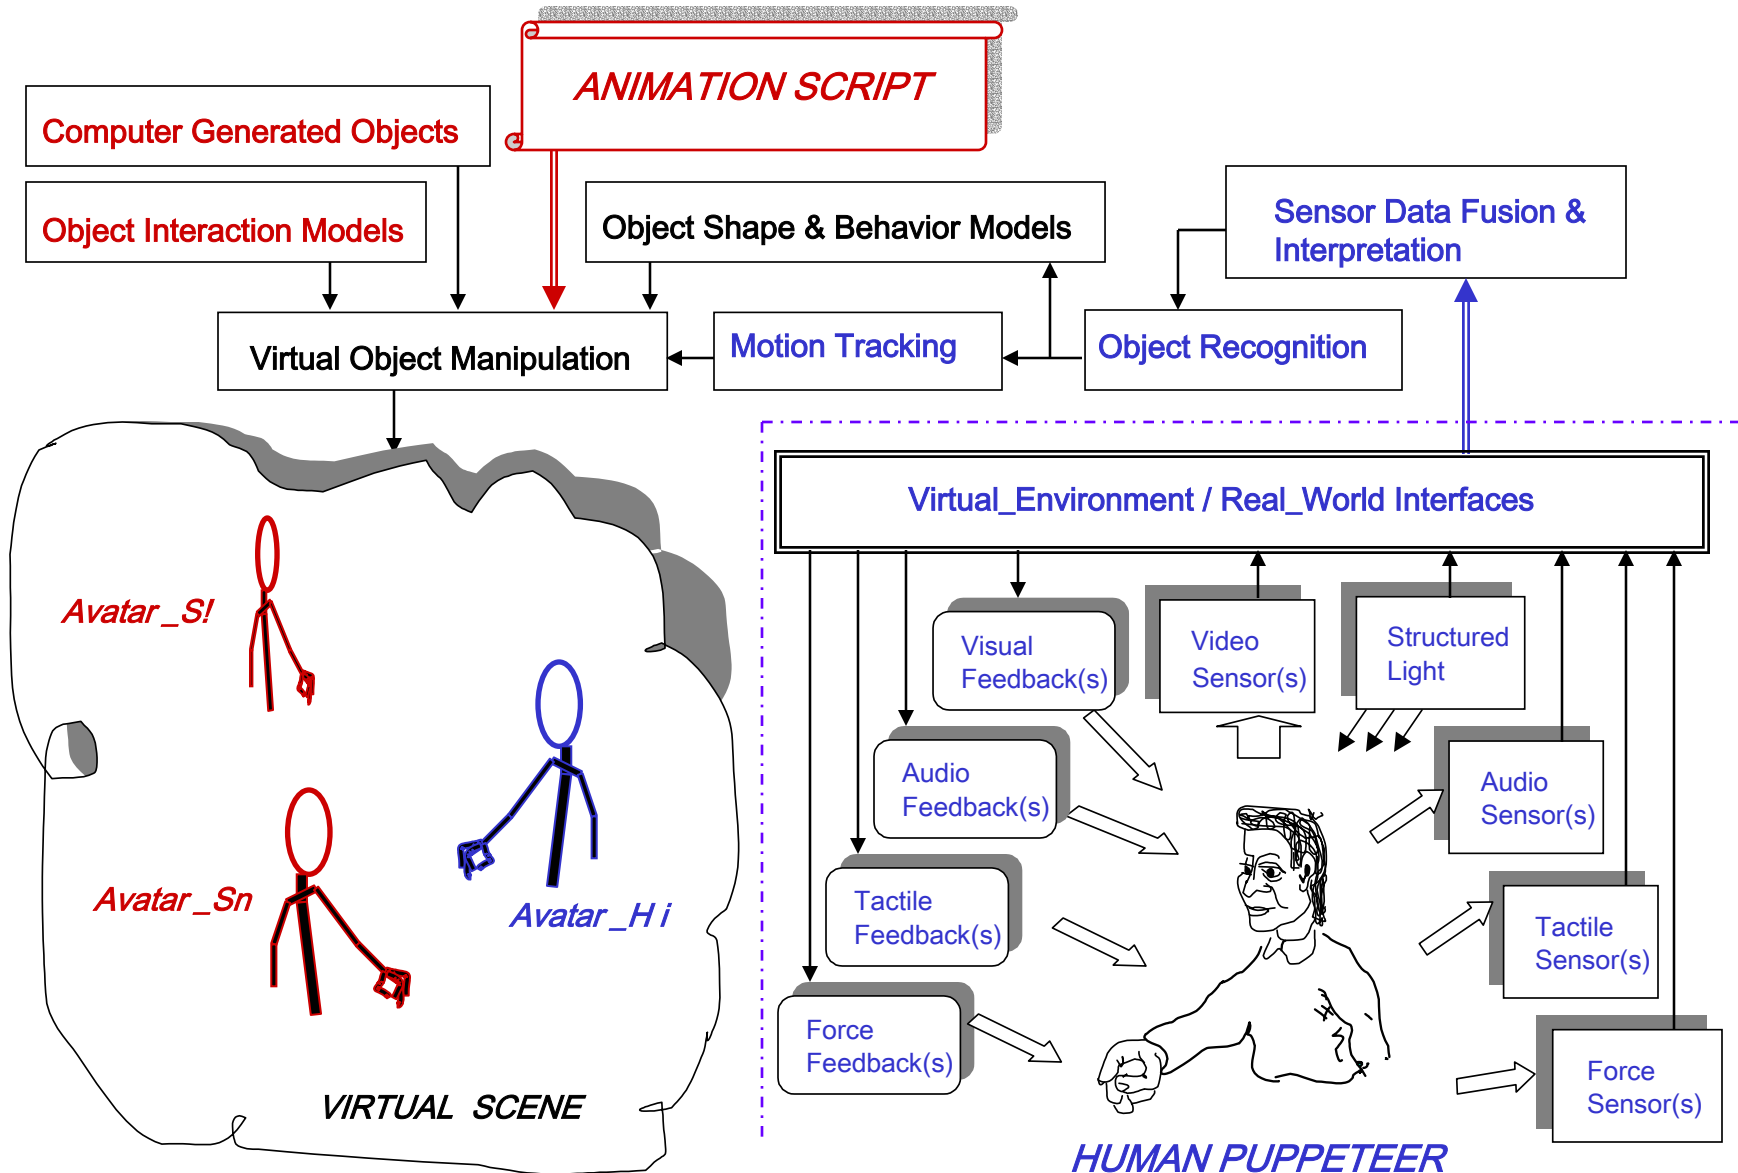 ANIMATION SCRIPT
Computer Generated Objects
Object Interaction Models
Object Shape & Behavior Models
Sensor Data Fusion &
Interpretation
Virtual Object Manipulation
Motion Tracking
Object Recognition
Virtual_Environment / Real_World Interfaces
Avatar_S!
Avatar_Sn
Avatar_H i
VIRTUAL SCENE
Visual
Feedback(s)
Video
Sensor(s)
Structured
Light
Audio
Feedback(s)
Audio
Sensor(s)
Tactile
Feedback(s)
Tactile
Sensor(s)
Force
Feedback(s)
Force
Sensor(s)
HUMAN PUPPETEER